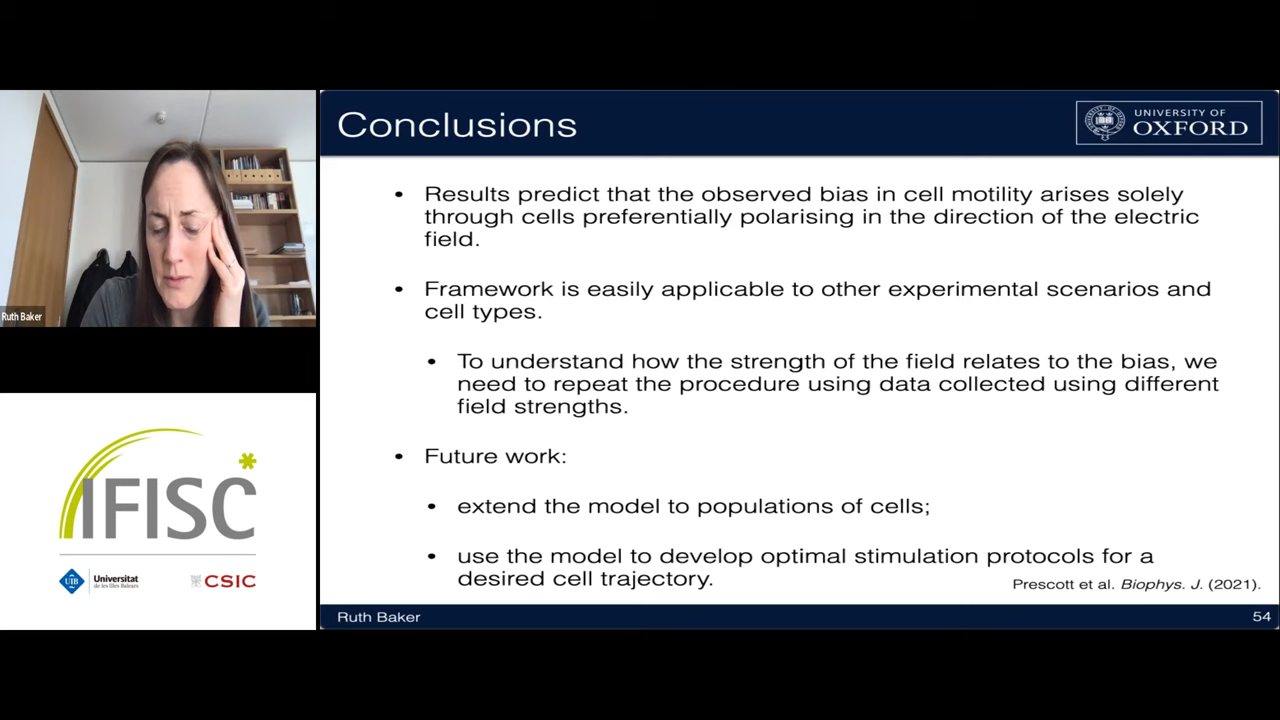 Conclusions
UNIVERSITY OF
OXFORD
• Results predict that the observed bias in cell motility arises solely
through cells preferentially polarising in the direction of the electric
field.
• Framework is easily applicable to other experimental scenarios and
cell types.
• To understand how the strength of the field relates to the bias, we
need to repeat the procedure using data collected using different
field strengths.
• Future work:
• extend the model to populations of cells;
• use the model to develop optimal stimulation protocols for a
desired cell trajectory.
Prescott et al. Biophys. J. (2021).
Ruth Baker
54
Ruth Baker
IFISC
UIB
Universitat
de les Illes Balears
CSIC